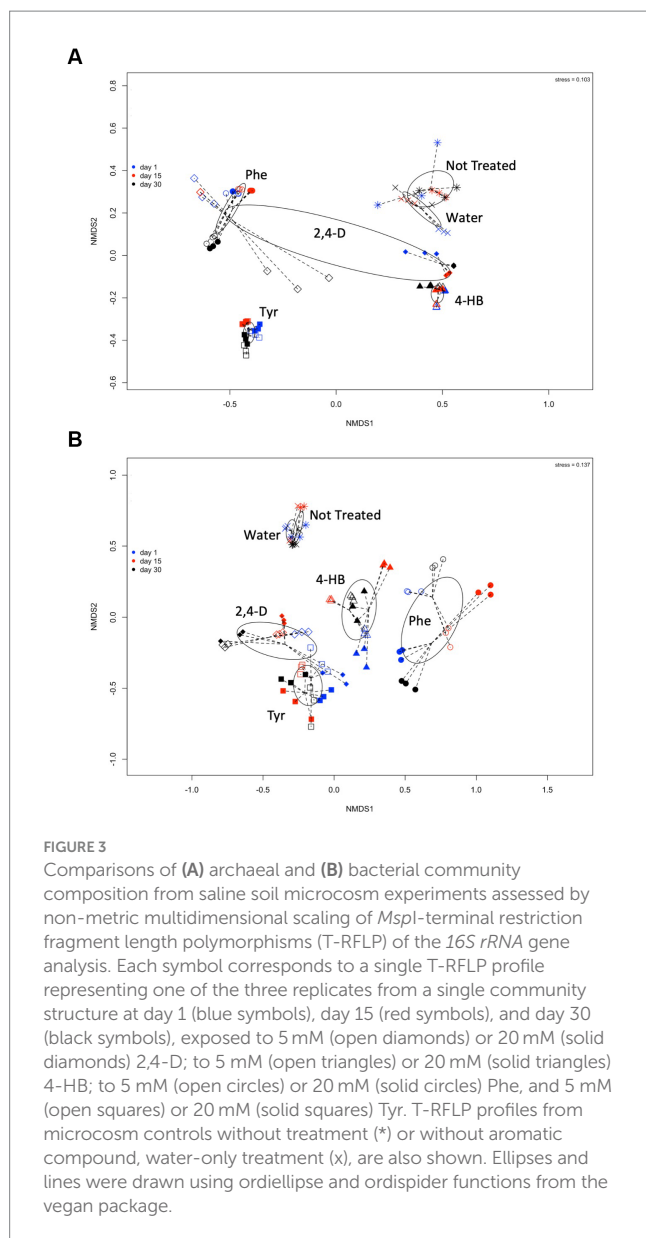 A
stress = 0.103
0.8
0.6
0.4
0.2
0.0
-0.2
-0.4
-0.6
NMDS2
day 1
day 15
day 30
Phe
Not Treated
Water
2,4-D
4-HB
Tyr
-0.5
0.0
0.5
1.0
NMDS1
B
stress = 0.137
1.0
0.5
0.0
-0.5
-1.0
NMDS2
day 1
day 15
day 30
Not Treated
Water
4-HB
2,4-D
Phe
Tyr
-1.0
-0.5
0.0
0.5
1.0
1.5
NMDS1
FIGURE 3
Comparisons of (A) archaeal and (B) bacterial community
composition from saline soil microcosm experiments assessed by
non-metric multidimensional scaling of MspI-terminal restriction
fragment length polymorphisms (T-RFLP) of the 16S rRNA gene
analysis. Each symbol corresponds to a single T-RFLP profile
representing one of the three replicates from a single community
structure at day 1 (blue symbols), day 15 (red symbols), and day 30
(black symbols), exposed to 5 mM (open diamonds) or 20 mM (solid
diamonds) 2,4-D; to 5 mM (open triangles) or 20 mM (solid triangles)
4-HB; to 5 mM (open circles) or 20 mM (solid circles) Phe, and 5 mM
(open squares) or 20 mM (solid squares) Tyr. T-RFLP profiles from
microcosm controls without treatment (*) or without aromatic
compound, water-only treatment (x), are also shown. Ellipses and
lines were drawn using ordiellipse and ordispider functions from the
vegan package.